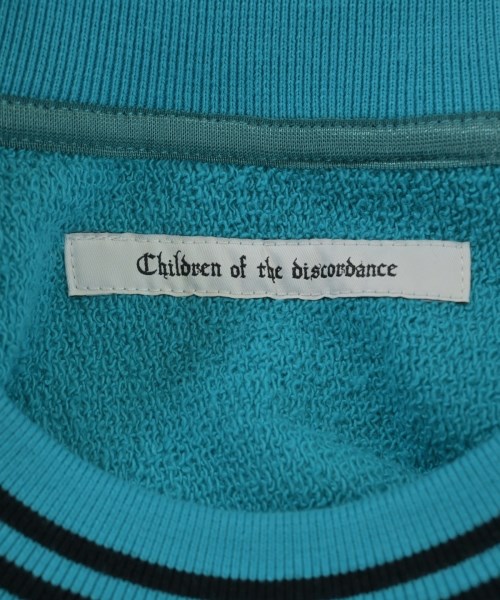 Children of the discordance